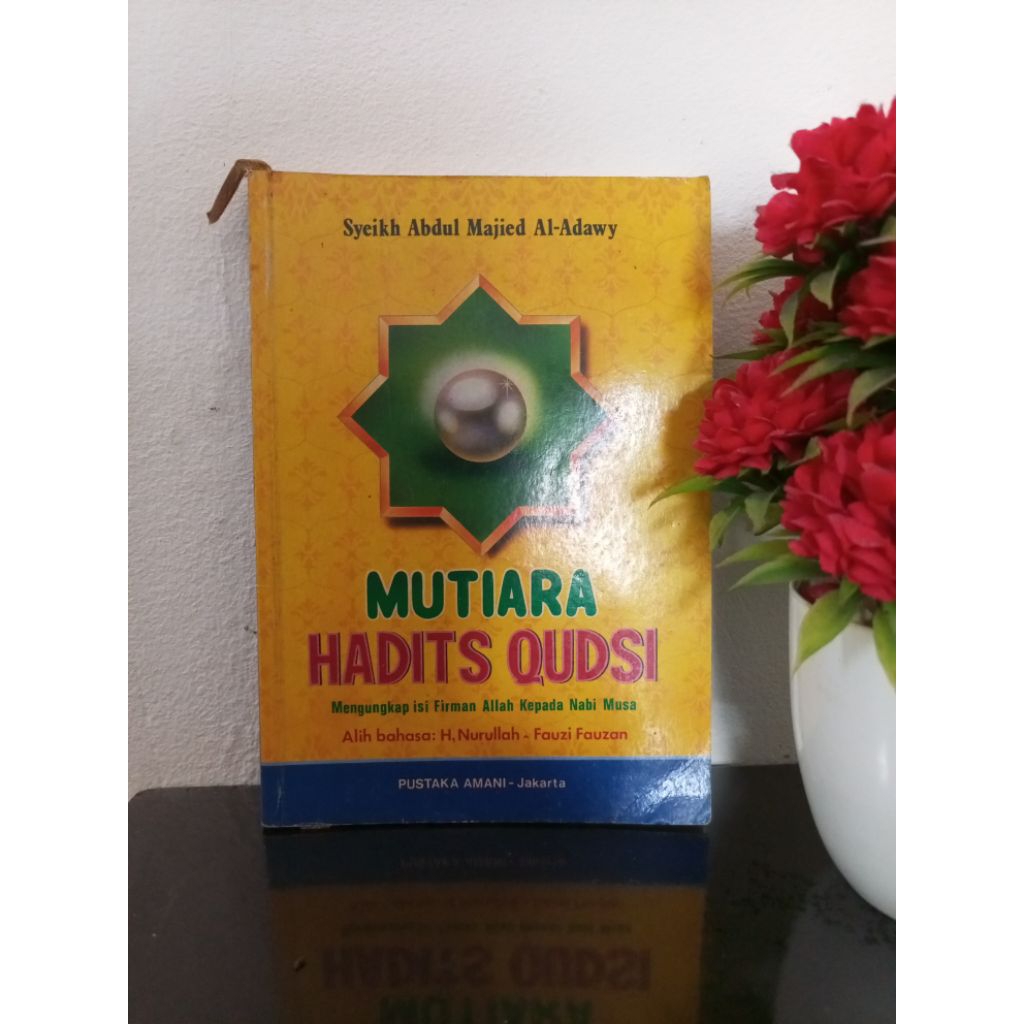 Syeikh Abdul Majied Al-Adawy
MUTIARA
HADITS QUDSI
Mengungkap isi Firman Allah Kepada Nabi Musa
Alih bahasa: H. Nurullah - Fauzi Fauzan
PUSTAKA AMANI - Jakarta